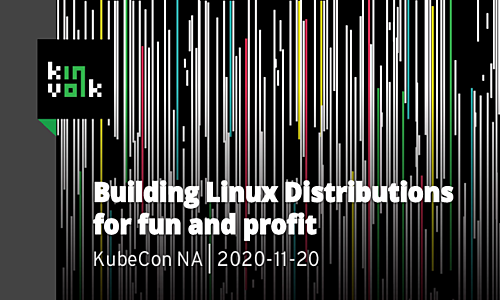 kin
volk
Building Linux Distributions
for fun and profit
KubeCon NA | 2020-11-20